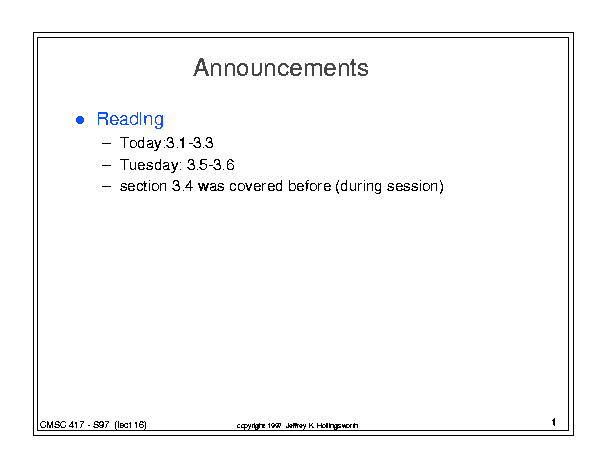 Announcements
● Reading
– Today:3.1-3.3
– Tuesday: 3.5-3.6
– section 3.4 was covered before (during session)
CMSC 417 - S97 (lect 16)
copyright 1997 Jeffrey K. Hollingsworth
1